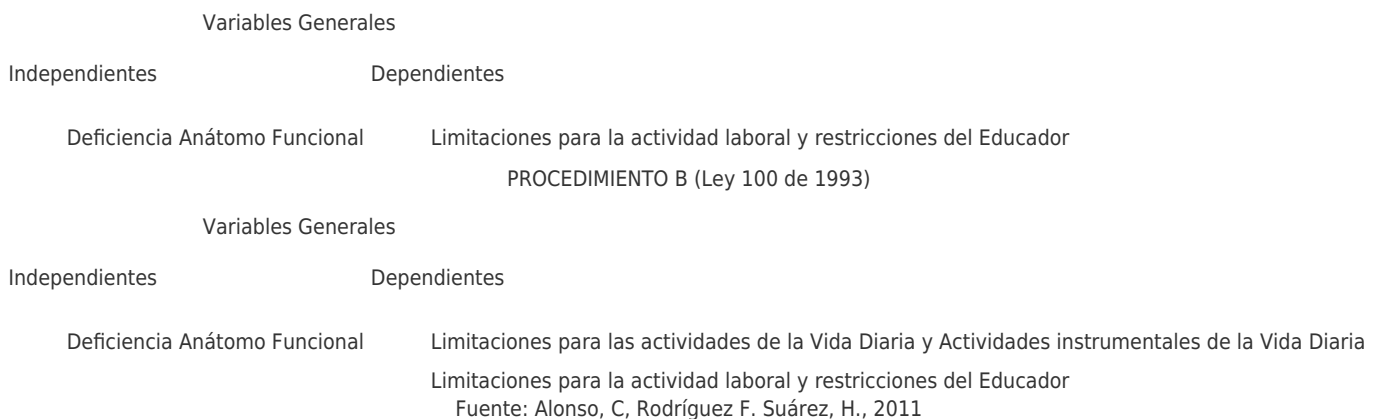 Variables Generales
Independientes Dependientes
Deficiencia Anátomo Funcional Limitaciones para la actividad laboral y restricciones del Educador
PROCEDIMIENTO B (Ley 100 de 1993)
Variables Generales
Independientes Dependientes
Deficiencia Anátomo Funcional Limitaciones para las actividades de la Vida Diaria y Actividades instrumentales de la Vida Diaria
Limitaciones para la actividad laboral y restricciones del Educador
Fuente: Alonso, C, Rodríguez F. Suárez, H., 2011